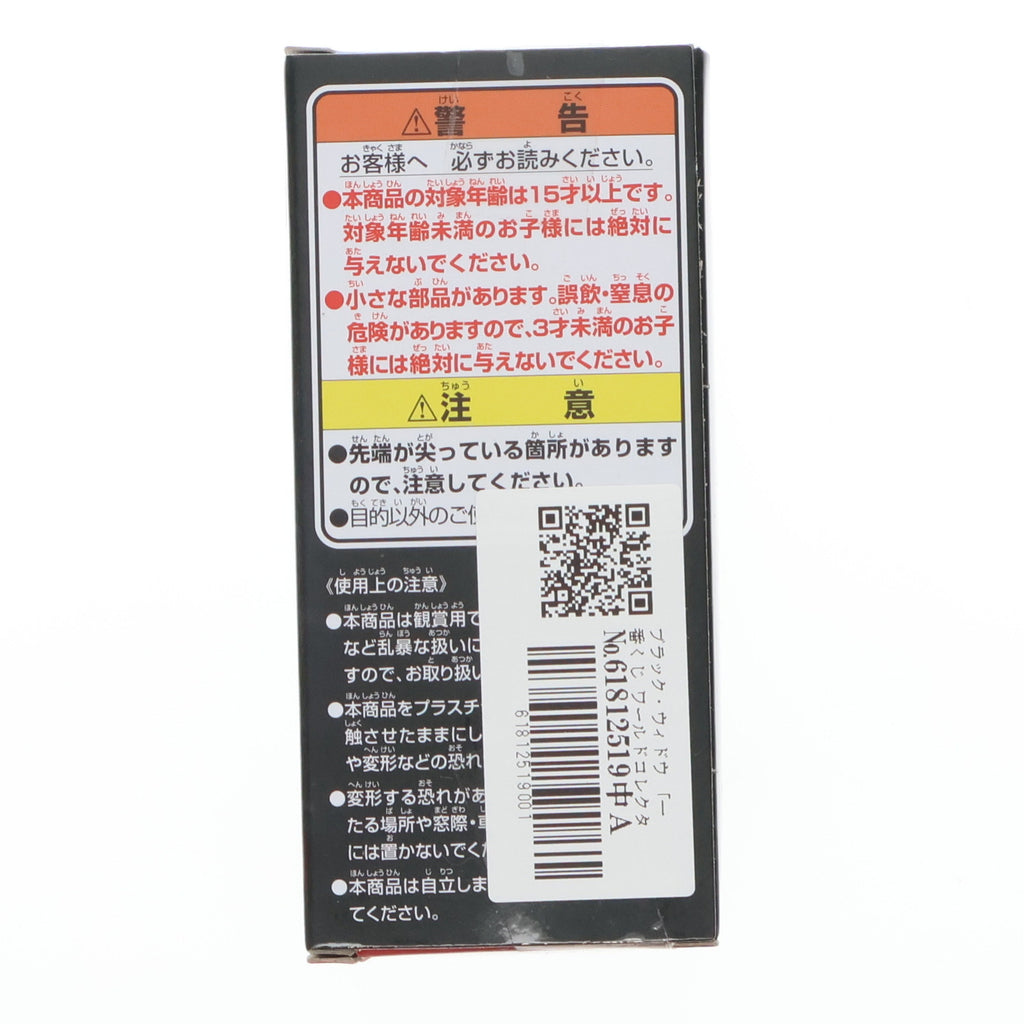 ⚠警告
お客様へ 必ずお読みください。
●本商品の対象年齢は15才以上です。
対象年齢未満のお子様には絶対に
与えないでください。
●小さな部品があります。誤飲・窒息の
危険がありますので、3才未満のお子
様には絶対に与えないでください。
⚠注意
●先端が尖っている箇所があります
ので、注意してください。
●目的以外のご使
《使用上の注意》
●本商品は観賞用で
など乱暴な扱いに
すので、お取り扱い
●本商品をプラスチッ
触させたままにし
や変形などの恐れ
●変形する恐れがあ
たる場所や窓際・車
には置かないでくだ
●本商品は自立しま
てください。
ブラック・ウィドウ 「一
番くじ ワールドコレクタ
No.61812519中A
61812519001